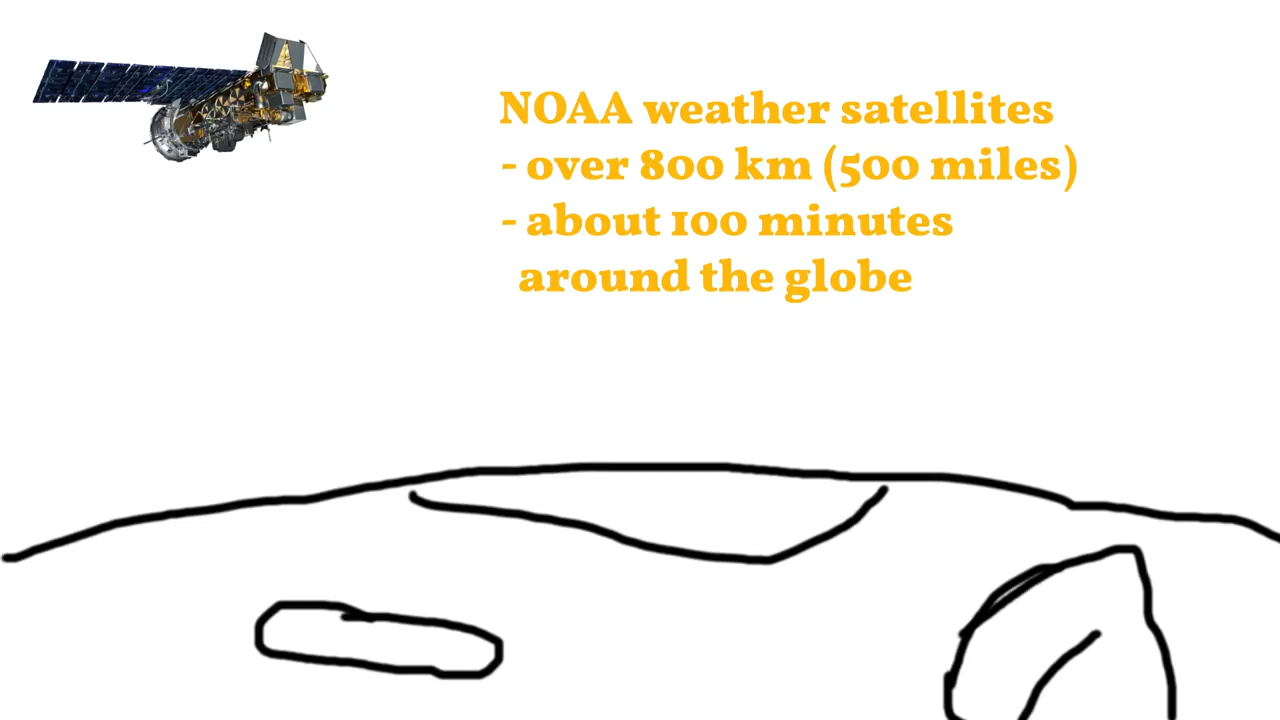 NOAA weather satellites
- over 800 km (500 miles)
- about 100 minutes
around the globe